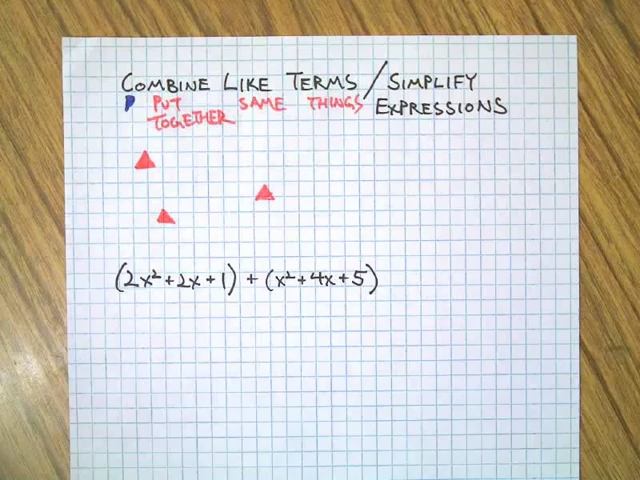 COMBINE LIKE TERMS / SIMPLIFY
EXPRESSIONS
P PUT SAME THINGS
TOGETHER
(2x²+2x+1) + (x²+4x+5)